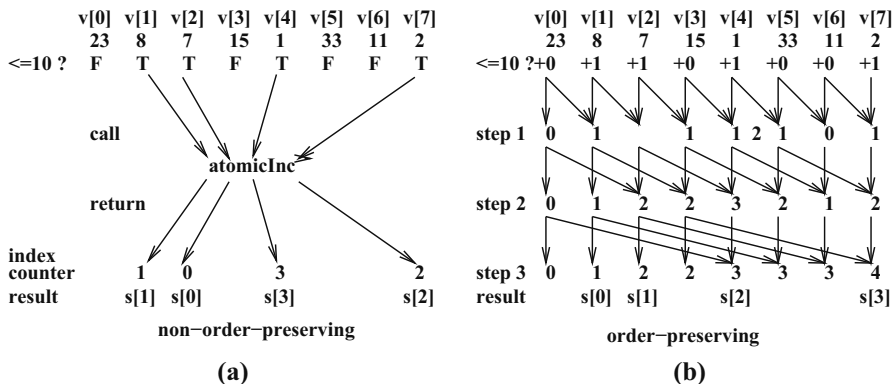 v[0] v[1] v[2] v[3] v[4] v[5] v[6] v[7]
23 8 7 15 1 33 11 2
<=10 ? F T T F T F F T
call
atomicInc
return
index
counter 1 0 3 2
result s[1] s[0] s[3] s[2]
non−order−preserving
(a)
v[0] v[1] v[2] v[3] v[4] v[5] v[6] v[7]
23 8 7 15 1 33 11 2
<=10 ? +0 +1 +1 +0 +1 +0 +0 +1
step 1 0 1 1 1 2 1 0 1
step 2 0 1 2 2 3 2 1 2
step 3 0 1 2 2 3 3 3 4
result s[0] s[1] s[2] s[3]
order−preserving
(b)